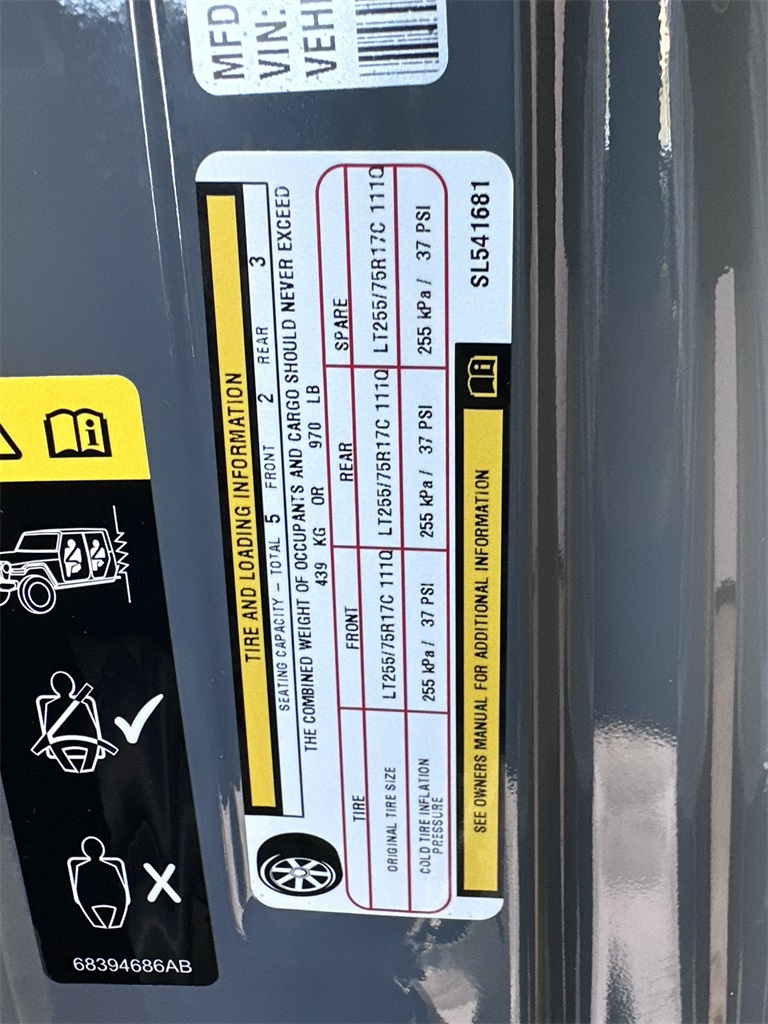 MFD
VIN:
VEHI
TIRE AND LOADING INFORMATION
SEATING CAPACITY – TOTAL 5 FRONT 2 REAR 3
THE COMBINED WEIGHT OF OCCUPANTS AND CARGO SHOULD NEVER EXCEED
439 KG OR 970 LB
TIRE FRONT REAR SPARE
ORIGINAL TIRE SIZE LT255/75R17C 111Q LT255/75R17C 111Q LT255/75R17C 111Q
COLD TIRE INFLATION
PRESSURE 255 kPa / 37 PSI 255 kPa / 37 PSI 255 kPa / 37 PSI
SEE OWNERS MANUAL FOR ADDITIONAL INFORMATION
SL541681
68394686AB